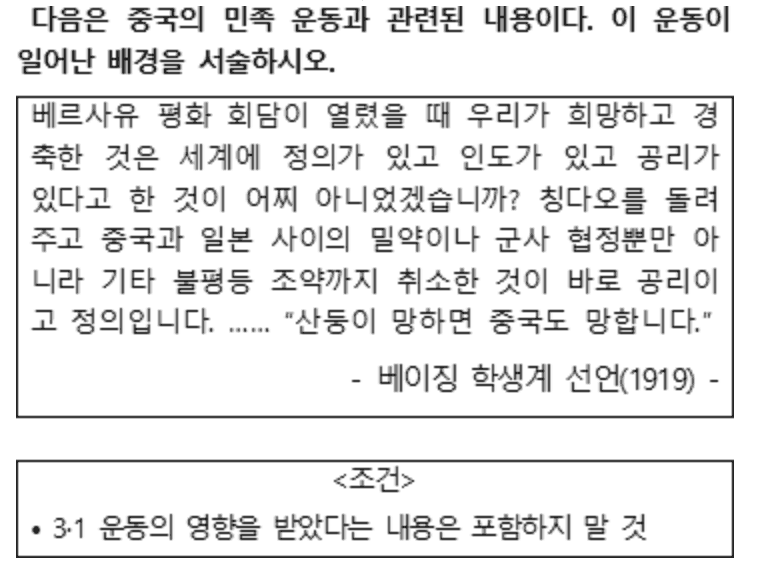 다음은 중국의 민족 운동과 관련된 내용이다. 이 운동이
일어난 배경을 서술하시오.
베르사유 평화 회담이 열렸을 때 우리가 희망하고 경
축한 것은 세계에 정의가 있고 인도가 있고 공리가
있다고 한 것이 어찌 아니었겠습니까? 칭다오를 돌려
주고 중국과 일본 사이의 밀약이나 군사 협정뿐만 아
니라 기타 불평등 조약까지 취소한 것이 바로 공리이
고 정의입니다. …… "산둥이 망하면 중국도 망합니다."
- 베이징 학생계 선언(1919) -
<조건>
• 3·1 운동의 영향을 받았다는 내용은 포함하지 말 것